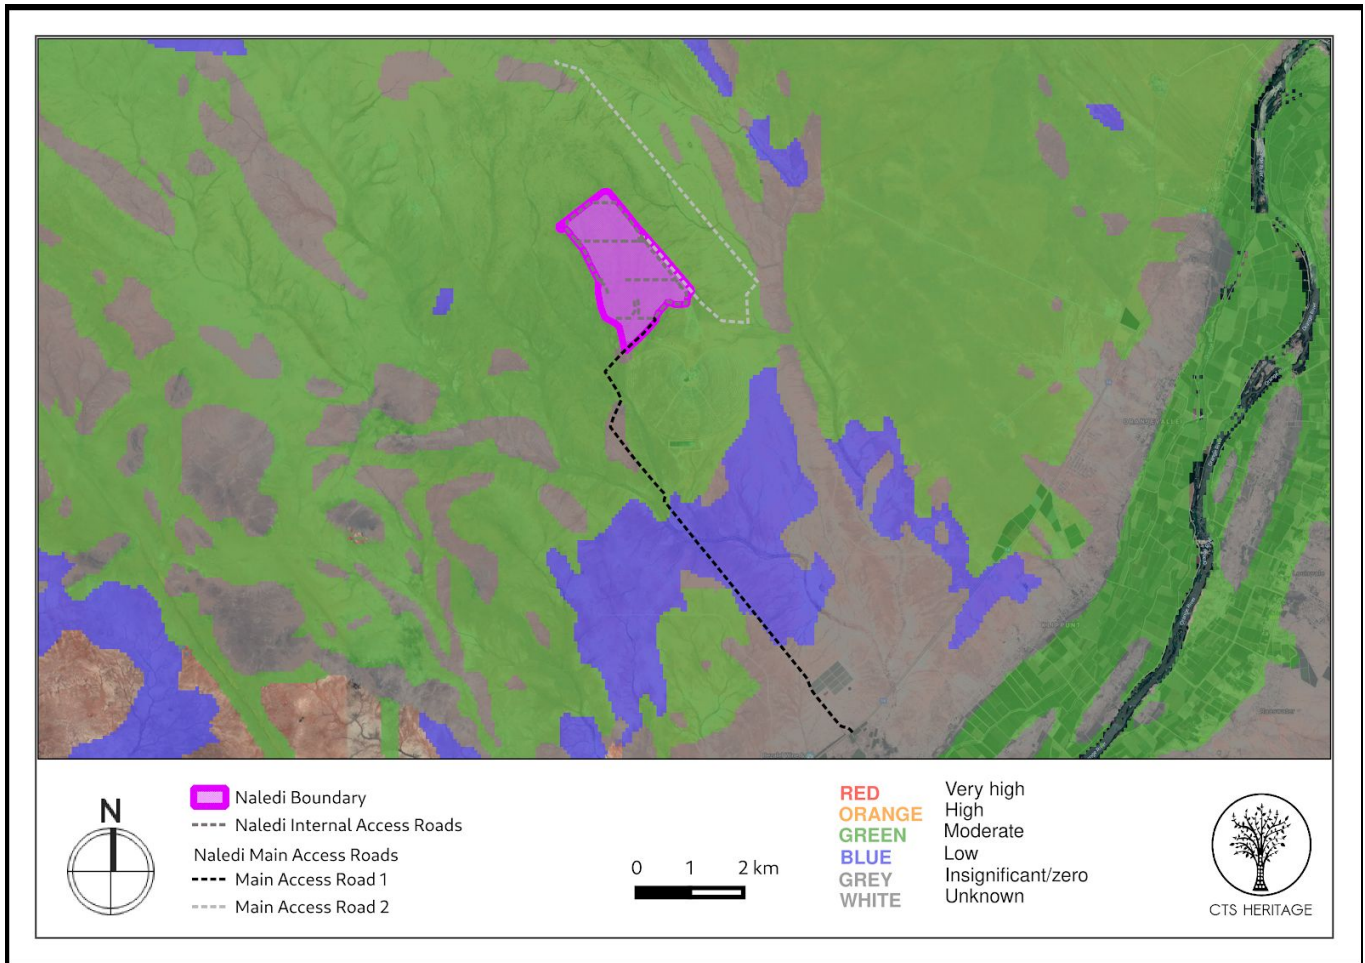 N
Naledi Boundary
Naledi Internal Access Roads
Naledi Main Access Roads
Main Access Road 1
Main Access Road 2
0 1 2 km
RED Very high
ORANGE High
GREEN Moderate
BLUE Low
GREY Insignificant/zero
WHITE Unknown
CTS HERITAGE